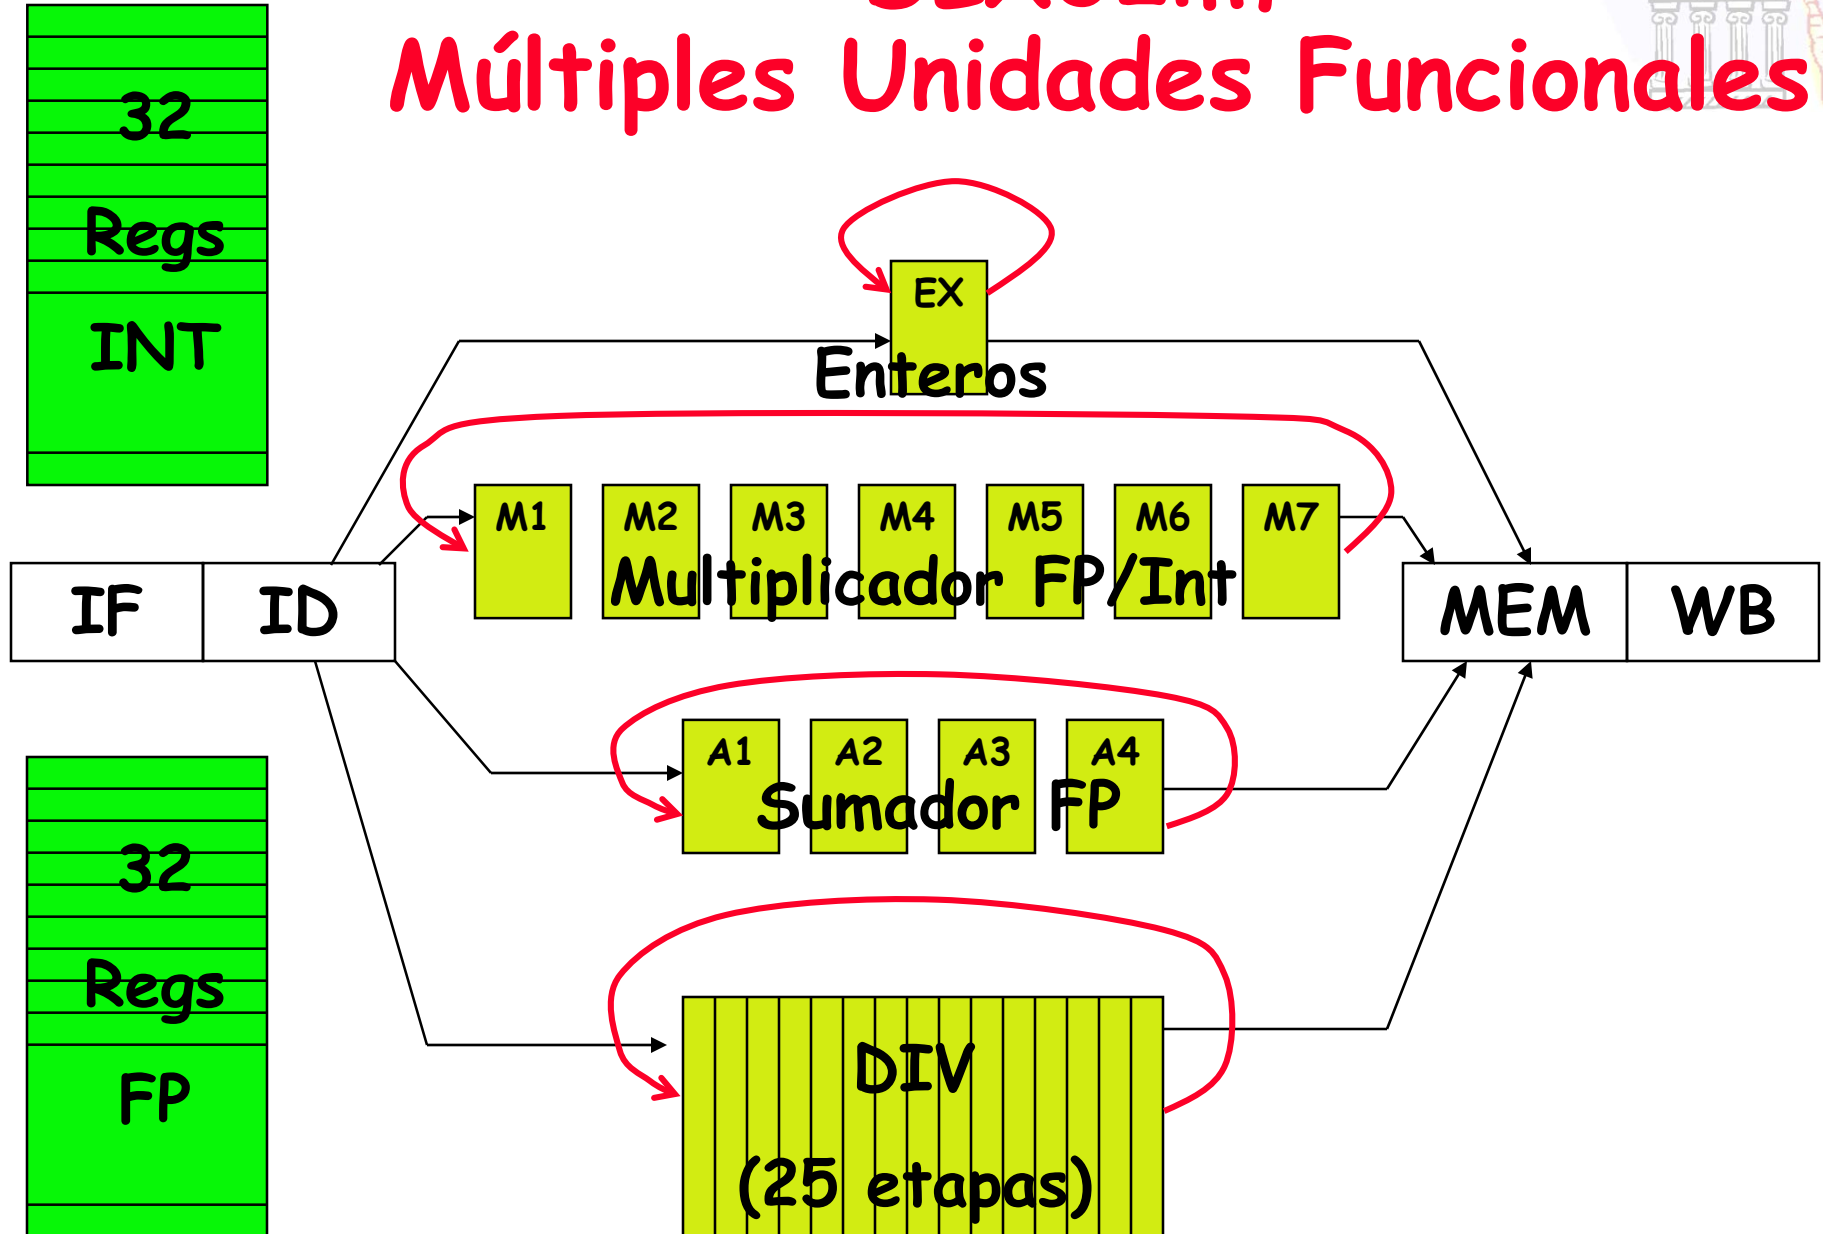 Múltiples Unidades Funcionales
32
Regs
INT
EX
Enteros
M1 M2 M3 M4 M5 M6 M7
Multiplicador FP/Int
IF ID
MEM WB
A1 A2 A3 A4
Sumador FP
32
Regs
FP
DIV
(25 etapas)